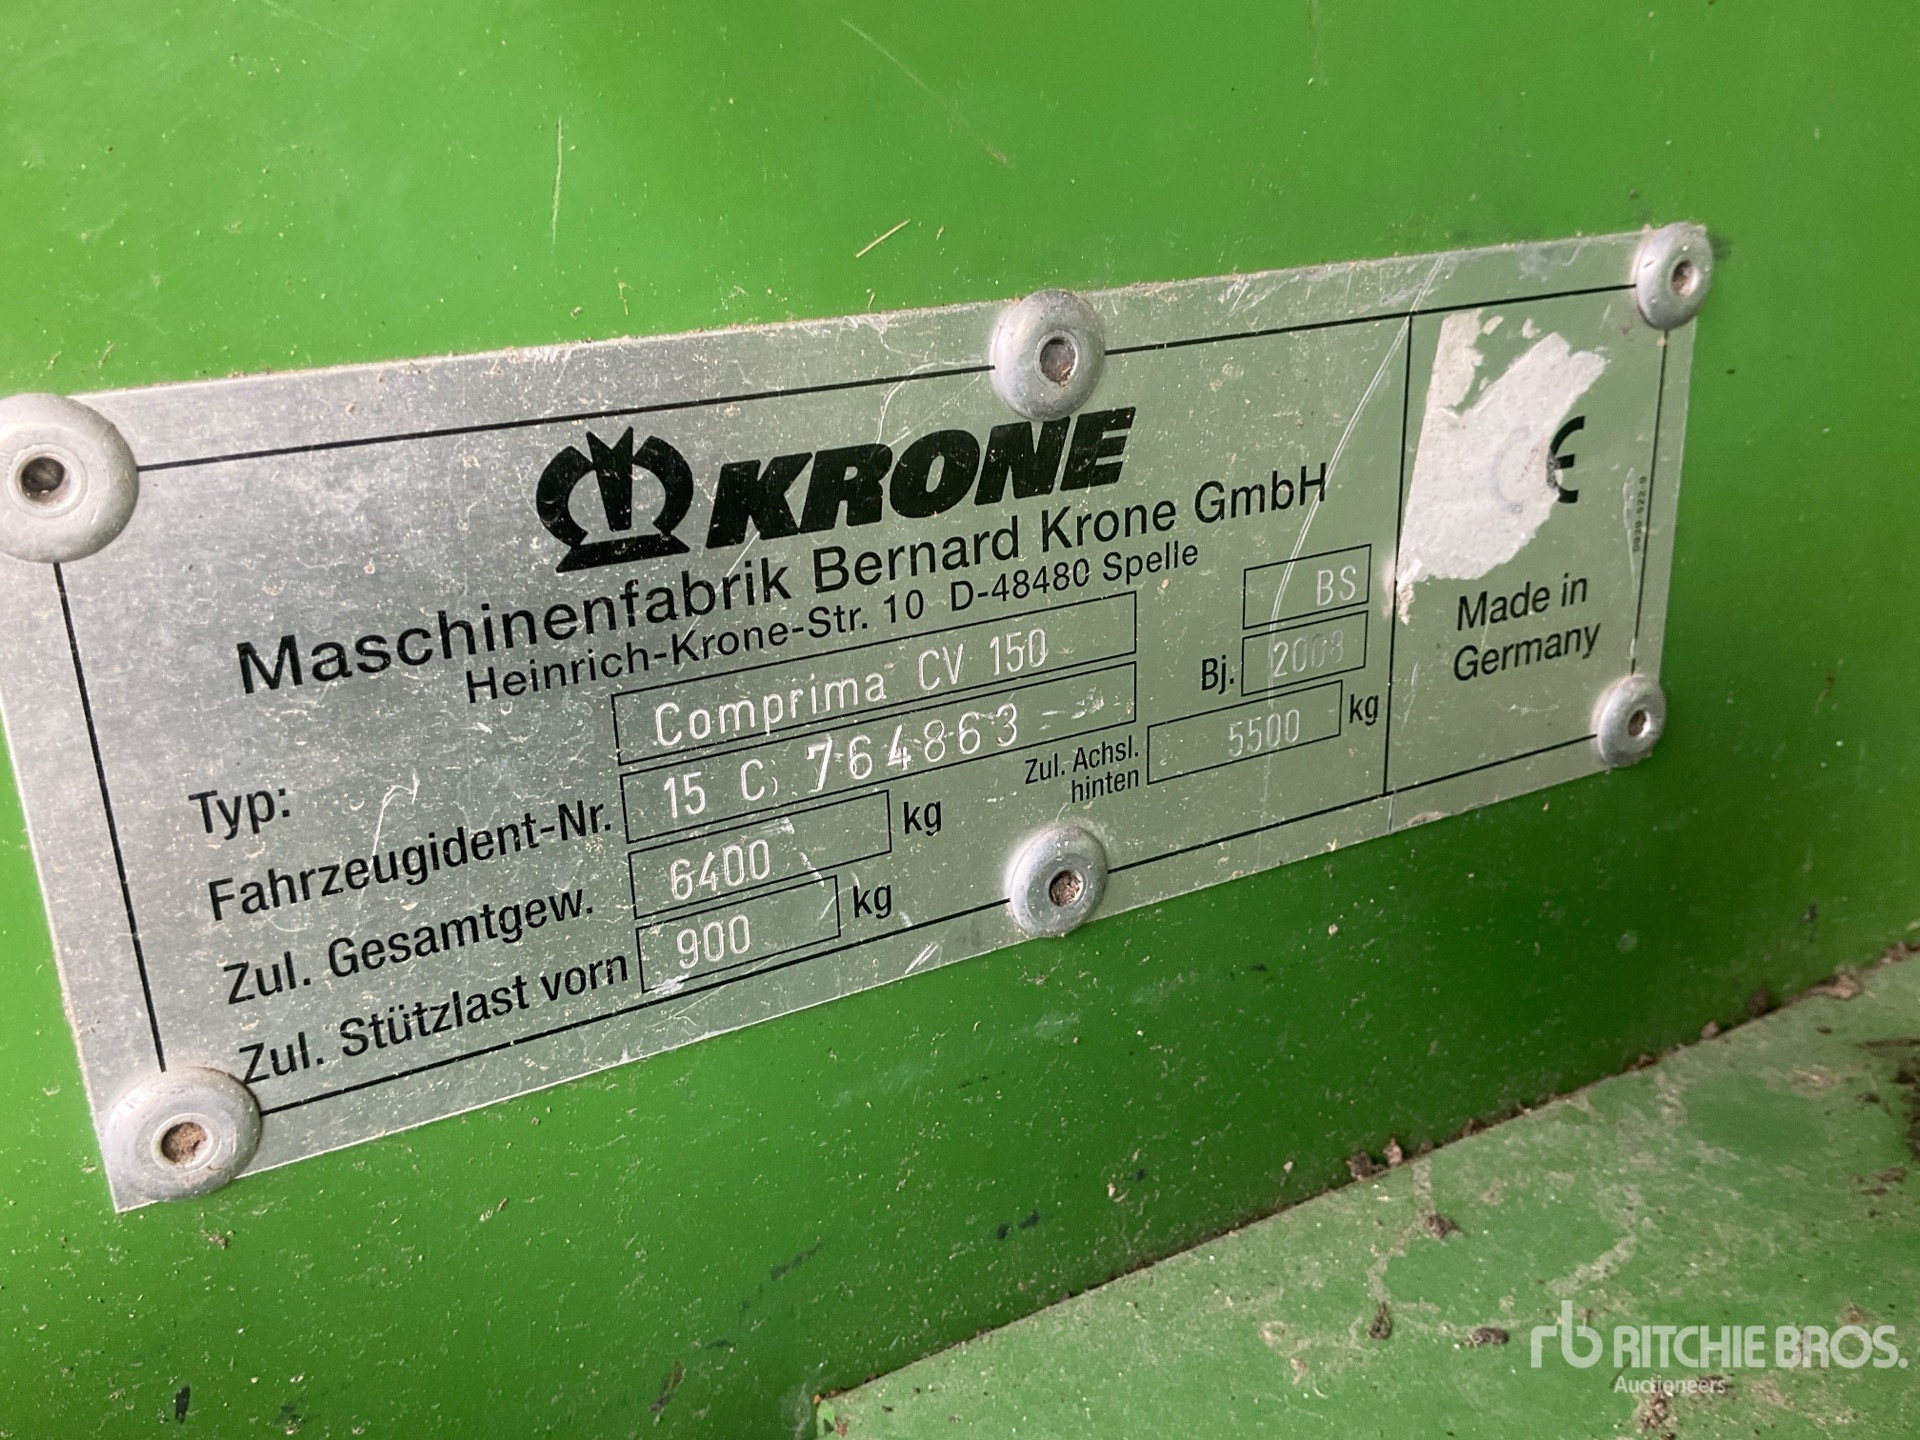 KRONE
Maschinenfabrik Bernard Krone GmbH
Heinrich-Krone-Str. 10 D-48480 Spelle
BS
Typ: Comprima CV 150
Bj. 2008
Fahrzeugident-Nr. 15 C, 764863
Zul. Gesamtgew. 6400 kg
Zul. Achsl. hinten 5500 kg
Zul. Stützlast vorn 900 kg
CE
Made in
Germany
rb RITCHIE BROS.
Auctioneers